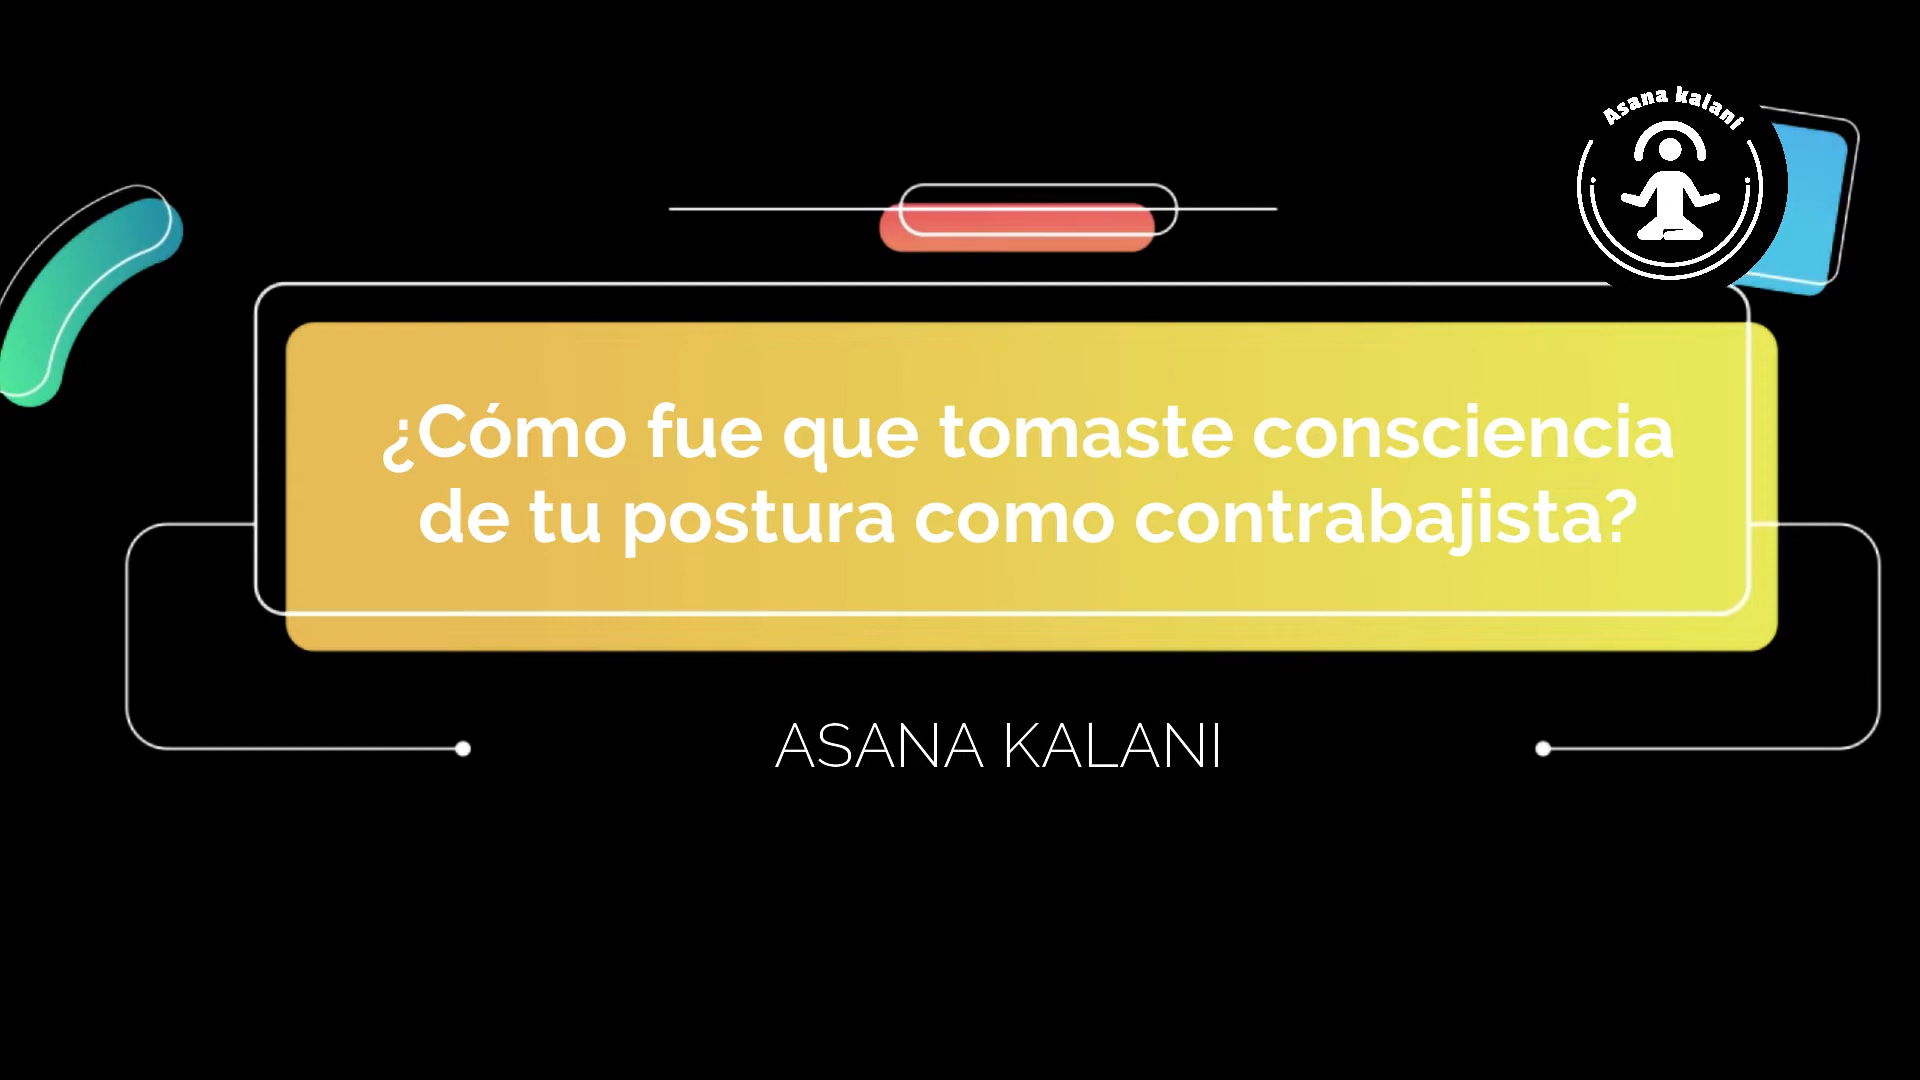 Asana kalani
¿Cómo fue que tomaste consciencia
de tu postura como contrabajista?
ASANA KALANI